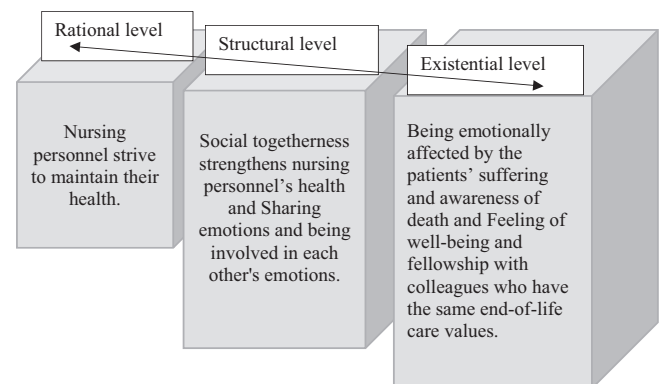 Rational level
Structural level
Existential level
Nursing
personnel strive
to maintain their
health.
Social togetherness
strengthens nursing
personnel’s health
and Sharing
emotions and being
involved in each
other's emotions.
Being emotionally
affected by the
patients’ suffering
and awareness of
death and Feeling of
well-being and
fellowship with
colleagues who have
the same end-of-life
care values.